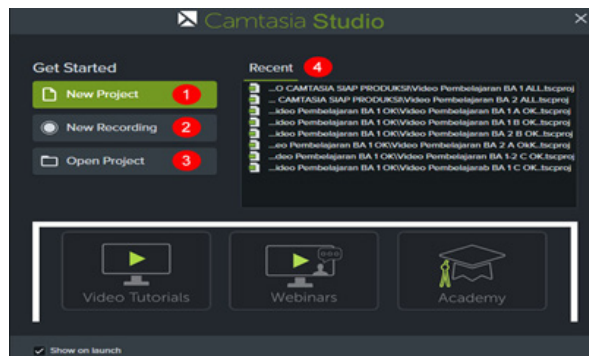 Camtasia Studio
Get Started
New Project 1
New Recording 2
Open Project 3
Recent 4
...O CAMTASIA SIAP PRODUKSI\Video Pembelajaran BA 1 ALL.tscproj
... CAMTASIA SIAP PRODUKSI\Video Pembelajaran BA 2 ALL.tscproj
...ideo Pembelajaran BA 1 OK\Video Pembelajaran BA 1 A OK..tscproj
...ideo Pembelajaran BA 1 OK\Video Pembelajaran BA 1 B OK..tscproj
...ideo Pembelajaran BA 1 OK\Video Pembelajaran BA 2 B OK..tscproj
...eo Pembelajaran BA 1 OK\Video Pembelajaran BA 2 A OkK..tscproj
...deo Pembelajaran BA 1 OK\Video Pembelajaran BA 1-2 C OK.tscproj
...ideo Pembelajaran BA 1 OK\Video Pembelajarab BA 1 C OK..tscproj
Video Tutorials
Webinars
Academy
Show on launch